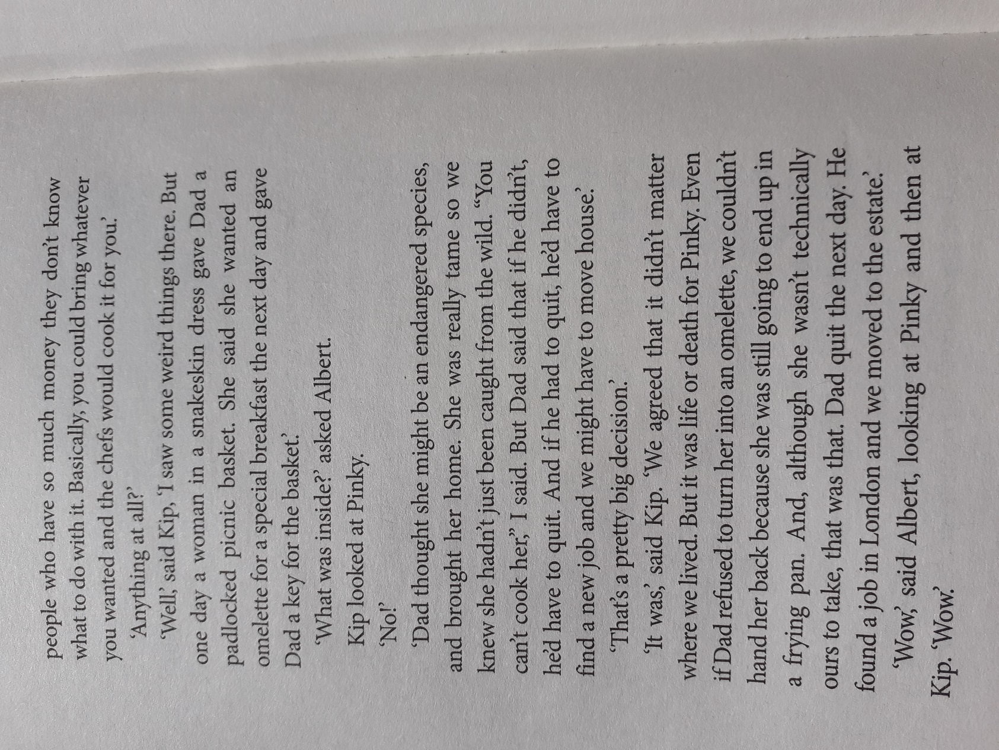 people who have so much money they don't know
what to do with it. Basically, you could bring whatever
you wanted and the chefs would cook it for you.’
‘Anything at all?’
‘Well,’ said Kip, ‘I saw some weird things there. But
one day a woman in a snakeskin dress gave Dad a
padlocked picnic basket. She said she wanted an
omelette for a special breakfast the next day and gave
Dad a key for the basket.’
‘What was inside?’ asked Albert.
Kip looked at Pinky.
‘No!’
‘Dad thought she might be an endangered species,
and brought her home. She was really tame so we
knew she hadn’t just been caught from the wild. “You
can’t cook her,” I said. But Dad said that if he didn’t,
he’d have to quit. And if he had to quit, he’d have to
find a new job and we might have to move house.’
‘That’s a pretty big decision.’
‘It was,’ said Kip. ‘We agreed that it didn’t matter
where we lived. But it was life or death for Pinky. Even
if Dad refused to turn her into an omelette, we couldn’t
hand her back because she was still going to end up in
a frying pan. And, although she wasn’t technically
ours to take, that was that. Dad quit the next day. He
found a job in London and we moved to the estate.’
‘Wow,’ said Albert, looking at Pinky and then at
Kip. ‘Wow.’